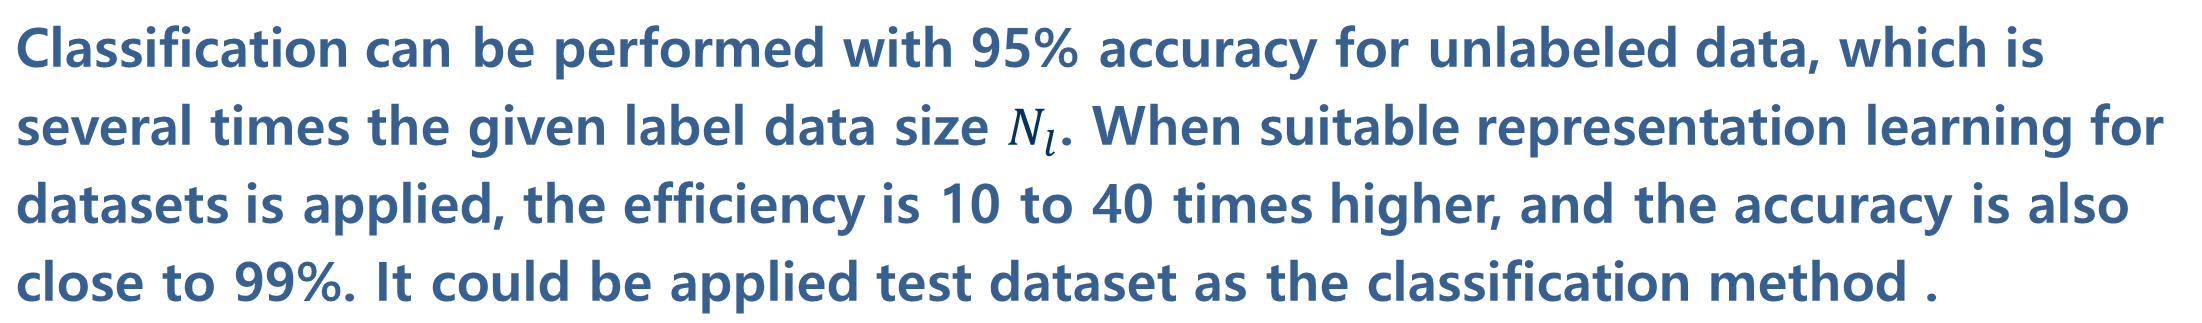 Classification can be performed with 95% accuracy for unlabeled data, which is
several times the given label data size N_l. When suitable representation learning for
datasets is applied, the efficiency is 10 to 40 times higher, and the accuracy is also
close to 99%. It could be applied test dataset as the classification method .